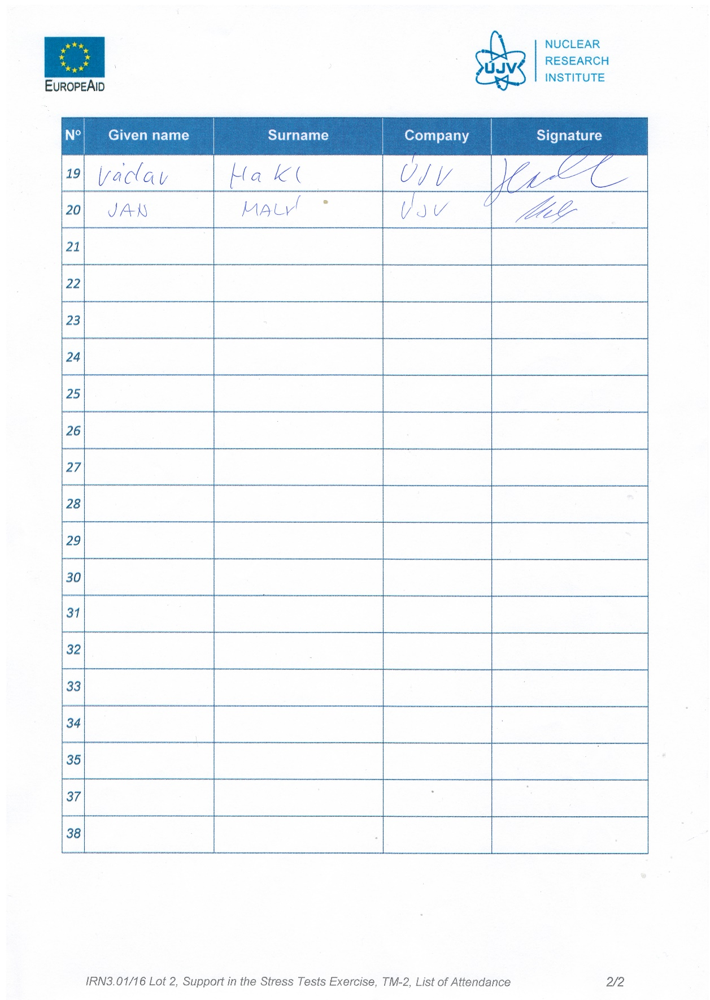 EUROPEAID
ÚJV
NUCLEAR
RESEARCH
INSTITUTE
Nº Given name Surname Company Signature
19 Václav Hakl ÚJV
20 JAN MALÝ ÚJV
21
22
23
24
25
26
27
28
29
30
31
32
33
34
35
37
38
IRN3.01/16 Lot 2, Support in the Stress Tests Exercise, TM-2, List of Attendance 2/2